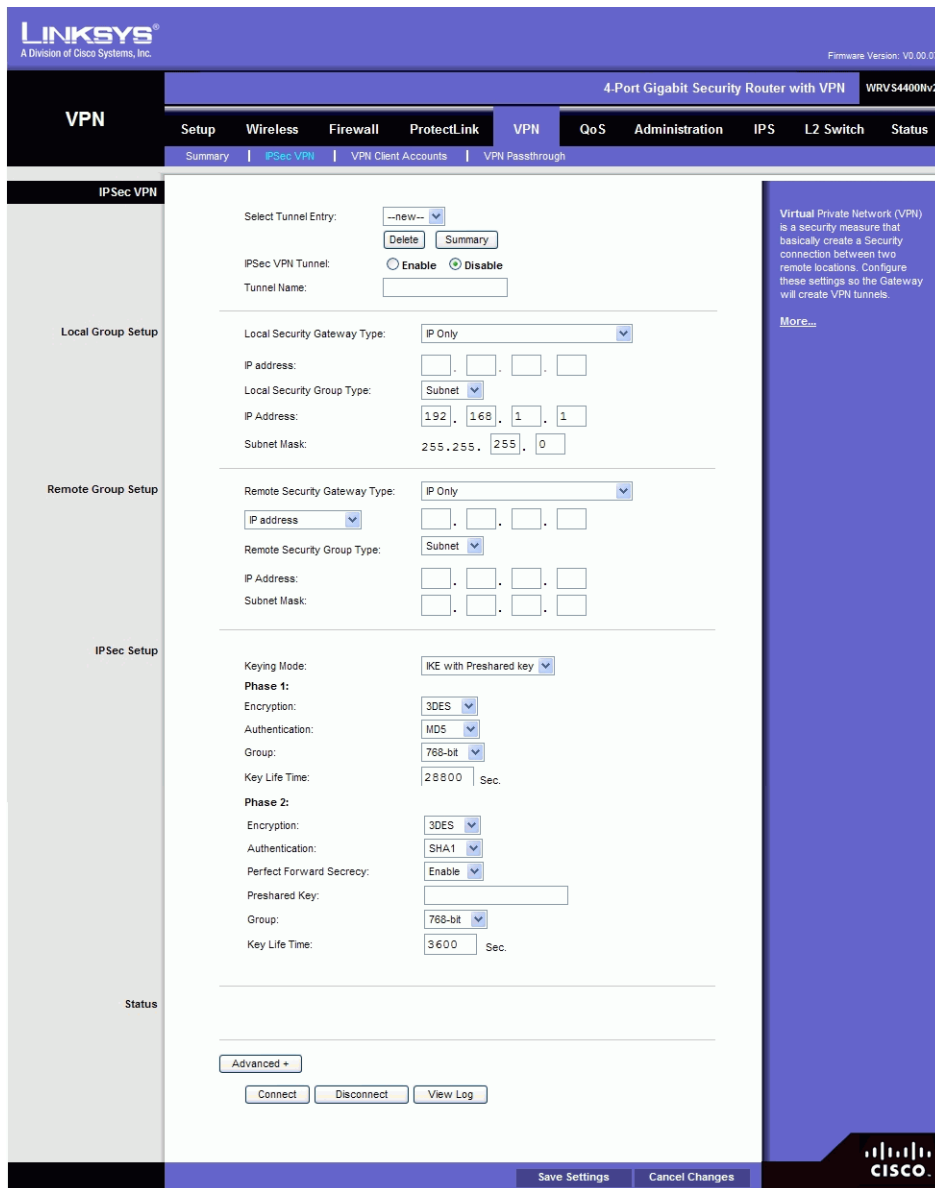 LINKSYS®
A Division of Cisco Systems, Inc.
Firmware Version: V0.00.07
4-Port Gigabit Security Router with VPN WRVS4400Nv2
VPN
Setup Wireless Firewall ProtectLink VPN QoS Administration IPS L2 Switch Status
Summary | IPSec VPN | VPN Client Accounts | VPN Passthrough
IPSec VPN
Select Tunnel Entry: --new--
Delete Summary
IPSec VPN Tunnel: Enable Disable
Tunnel Name:
Virtual Private Network (VPN)
is a security measure that
basically create a Security
connection between two
remote locations. Configure
these settings so the Gateway
will create VPN tunnels.
More...
Local Group Setup
Local Security Gateway Type: IP Only
IP address: . . .
Local Security Group Type: Subnet
IP Address: 192 . 168 . 1 . 1
Subnet Mask: 255.255. 255 . 0
Remote Group Setup
Remote Security Gateway Type: IP Only
IP address . . .
Remote Security Group Type: Subnet
IP Address: . . .
Subnet Mask: . . .
IPSec Setup
Keying Mode: IKE with Preshared key
Phase 1:
Encryption: 3DES
Authentication: MD5
Group: 768-bit
Key Life Time: 28800 Sec.
Phase 2:
Encryption: 3DES
Authentication: SHA1
Perfect Forward Secrecy: Enable
Preshared Key:
Group: 768-bit
Key Life Time: 3600 Sec.
Status
Advanced +
Connect Disconnect View Log
Save Settings Cancel Changes
CISCO.